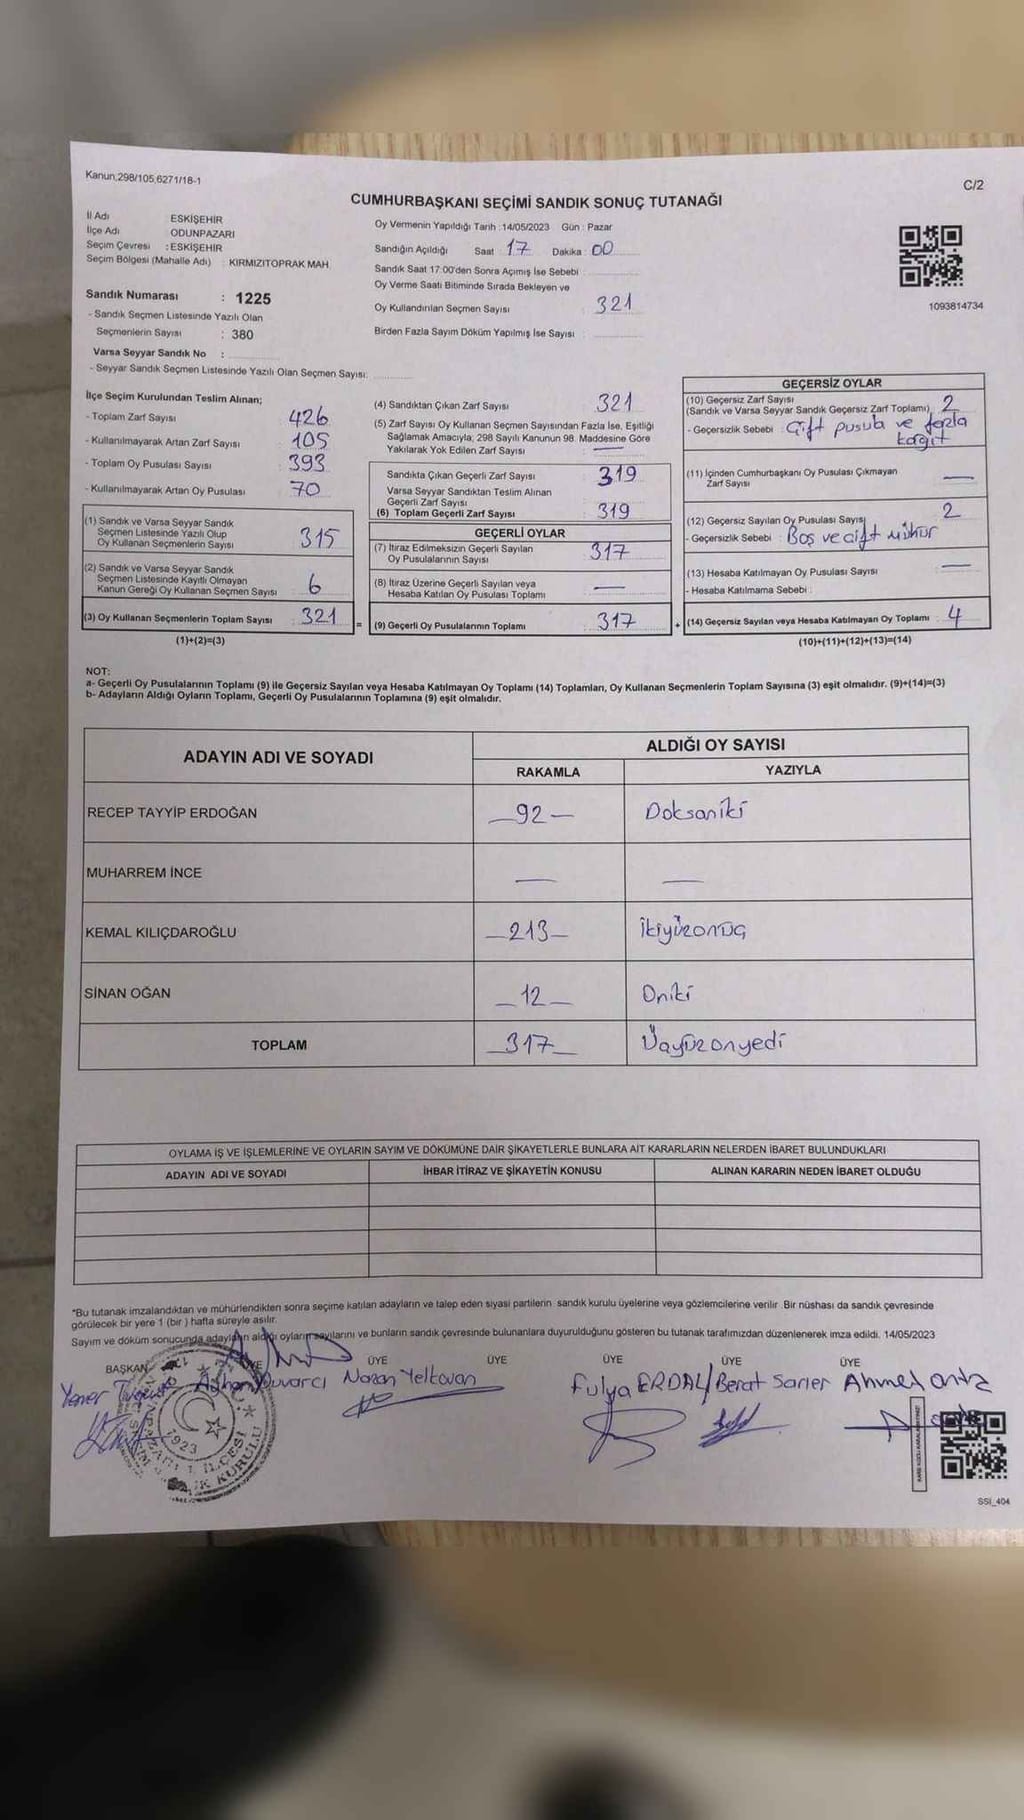 Kanun,298/105,6271/18-1
C/2
CUMHURBAŞKANI SEÇİMİ SANDIK SONUÇ TUTANAĞI
İl Adı ESKİŞEHİR
İlçe Adı ODUNPAZARI
Seçim Çevresi : ESKİŞEHİR
Seçim Bölgesi (Mahalle Adı) : KIRMIZITOPRAK MAH.
Sandık Numarası : 1225
- Sandık Seçmen Listesinde Yazılı Olan
Seçmenlerin Sayısı : 380
Varsa Seyyar Sandık No :
- Seyyar Sandık Seçmen Listesinde Yazılı Olan Seçmen Sayısı:
Oy Vermenin Yapıldığı Tarih : 14/05/2023 Gün : Pazar
Sandığın Açıldığı Saat : 17 Dakika : 00
Sandık Saat 17:00'den Sonra Açımış İse Sebebi :
Oy Verme Saati Bitiminde Sırada Bekleyen ve
Oy Kullandırılan Seçmen Sayısı : 321
Birden Fazla Sayım Döküm Yapılmış İse Sayısı :
1093814734
İlçe Seçim Kurulundan Teslim Alınan;
- Toplam Zarf Sayısı 426
- Kullanılmayarak Artan Zarf Sayısı 105
- Toplam Oy Pusulası Sayısı 393
- Kullanılmayarak Artan Oy Pusulası 70
(1) Sandık ve Varsa Seyyar Sandık
Seçmen Listesinde Yazılı Olup
Oy Kullanan Seçmenlerin Sayısı 315
(2) Sandık ve Varsa Seyyar Sandık
Seçmen Listesinde Kayıtlı Olmayan
Kanun Gereği Oy Kullanan Seçmen Sayısı 6
(3) Oy Kullanan Seçmenlerin Toplam Sayısı 321 =
(1)+(2)=(3)
(4) Sandıktan Çıkan Zarf Sayısı 321
(5) Zarf Sayısı Oy Kullanan Seçmen Sayısından Fazla İse, Eşitliği
Sağlamak Amacıyla; 298 Sayılı Kanunun 98. Maddesine Göre
Yakılarak Yok Edilen Zarf Sayısı : —
Sandıkta Çıkan Geçerli Zarf Sayısı 319
Varsa Seyyar Sandıktan Teslim Alınan
Geçerli Zarf Sayısı
(6) Toplam Geçerli Zarf Sayısı 319
GEÇERLİ OYLAR
(7) İtiraz Edilmeksizin Geçerli Sayılan
Oy Pusulalarının Sayısı 317
(8) İtiraz Üzerine Geçerli Sayılan veya
Hesaba Katılan Oy Pusulası Toplamı —
(9) Geçerli Oy Pusulalarının Toplamı 317 +
GEÇERSİZ OYLAR
(10) Geçersiz Zarf Sayısı
(Sandık ve Varsa Seyyar Sandık Geçersiz Zarf Toplamı) 2
- Geçersizlik Sebebi : Çift pusula ve fazla
kağıt
(11) İçinden Cumhurbaşkanı Oy Pusulası Çıkmayan
Zarf Sayısı —
(12) Geçersiz Sayılan Oy Pusulası Sayısı 2
- Geçersizlik Sebebi : Boş ve çift mühür
(13) Hesaba Katılmayan Oy Pusulası Sayısı —
- Hesaba Katılmama Sebebi :
(14) Geçersiz Sayılan veya Hesaba Katılmayan Oy Toplamı 4
(10)+(11)+(12)+(13)=(14)
NOT:
a- Geçerli Oy Pusulalarının Toplamı (9) ile Geçersiz Sayılan veya Hesaba Katılmayan Oy Toplamı (14) Toplamları, Oy Kullanan Seçmenlerin Toplam Sayısına (3) eşit olmalıdır. (9)+(14)=(3)
b- Adayların Aldığı Oyların Toplamı, Geçerli Oy Pusulalarının Toplamına (9) eşit olmalıdır.
ADAYIN ADI VE SOYADI
ALDIĞI OY SAYISI
RAKAMLA YAZIYLA
RECEP TAYYİP ERDOĞAN — 92 — Doksaniki
MUHARREM İNCE — —
KEMAL KILIÇDAROĞLU — 213 — İkiyüzonüç
SİNAN OĞAN — 12 — Oniki
TOPLAM — 317 — Üçyüzonyedi
OYLAMA İŞ VE İŞLEMLERİNE VE OYLARIN SAYIM VE DÖKÜMÜNE DAİR ŞİKAYETLERLE BUNLARA AİT KARARLARIN NELERDEN İBARET BULUNDUKLARI
ADAYIN ADI VE SOYADI İHBAR İTİRAZ VE ŞİKAYETİN KONUSU ALINAN KARARIN NEDEN İBARET OLDUĞU
*Bu tutanak imzalandıktan ve mühürlendikten sonra seçime katılan adayların ve talep eden siyasi partilerin sandık kurulu üyelerine veya gözlemcilerine verilir. Bir nüshası da sandık çevresinde
görülecek bir yere 1 (bir) hafta süreyle asılır.
Sayım ve döküm sonucunda adayların aldığı oyların sayılarını ve bunların sandık çevresinde bulunanlara duyurulduğunu gösteren bu tutanak tarafımızdan düzenlenerek imza edildi. 14/05/2023
BAŞKAN ÜYE ÜYE ÜYE ÜYE ÜYE ÜYE
Yener Ayhan Duvarcı Nazan Yelkovan Fulya ERDAL Berat Sarıer Ahmet
1923
SSİ_404